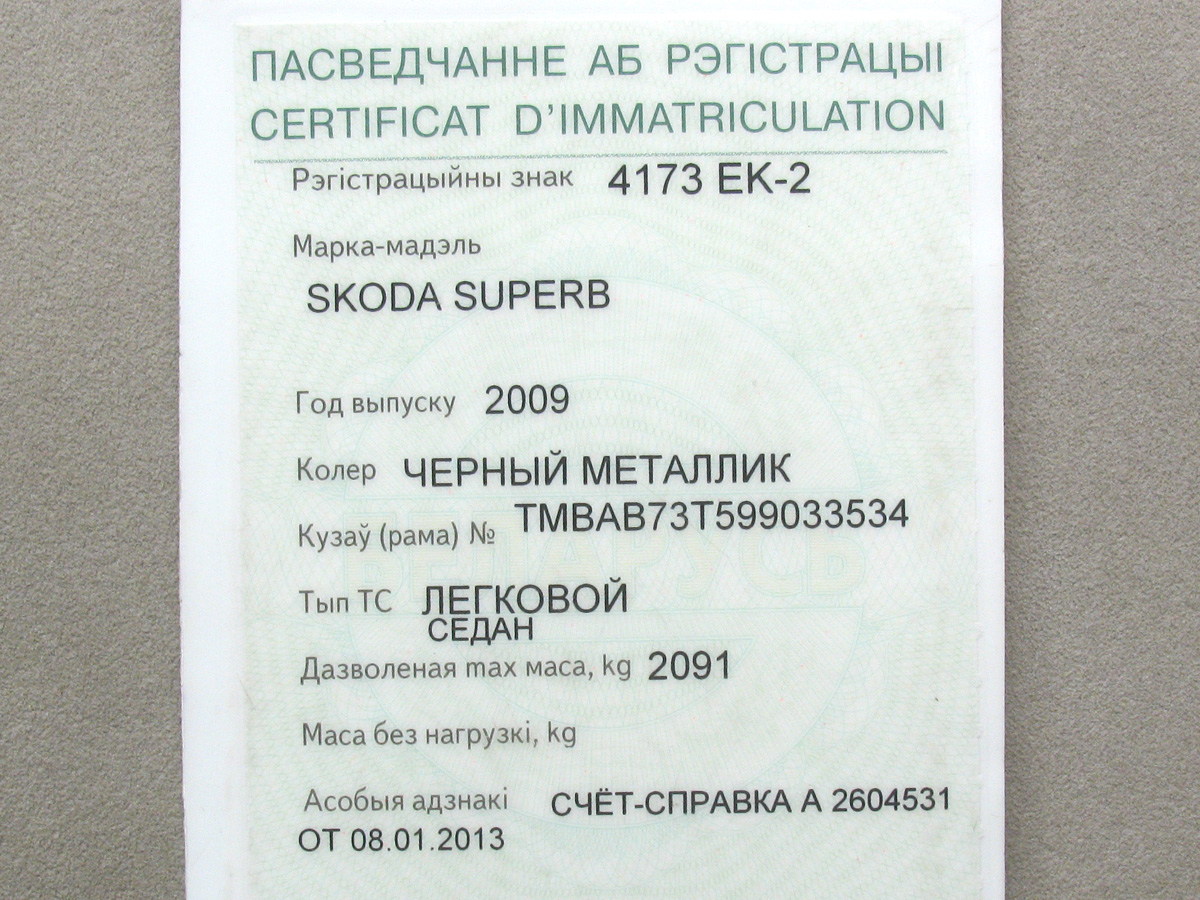 ПАСВЕДЧАННЕ АБ РЭГІСТРАЦЫІ
CERTIFICAT D'IMMATRICULATION
Рэгістрацыйны знак 4173 ЕК-2
Марка-мадэль
SKODA SUPERB
Год выпуску 2009
Колер ЧЕРНЫЙ МЕТАЛЛИК
Кузаў (рама) № TMBAB73T599033534
БЕЛАРУСЬ
Тып ТС ЛЕГКОВОЙ
СЕДАН
Дазволеная max маса, kg 2091
Маса без нагрузкі, kg
Асобыя адзнакі СЧЁТ-СПРАВКА А 2604531
ОТ 08.01.2013